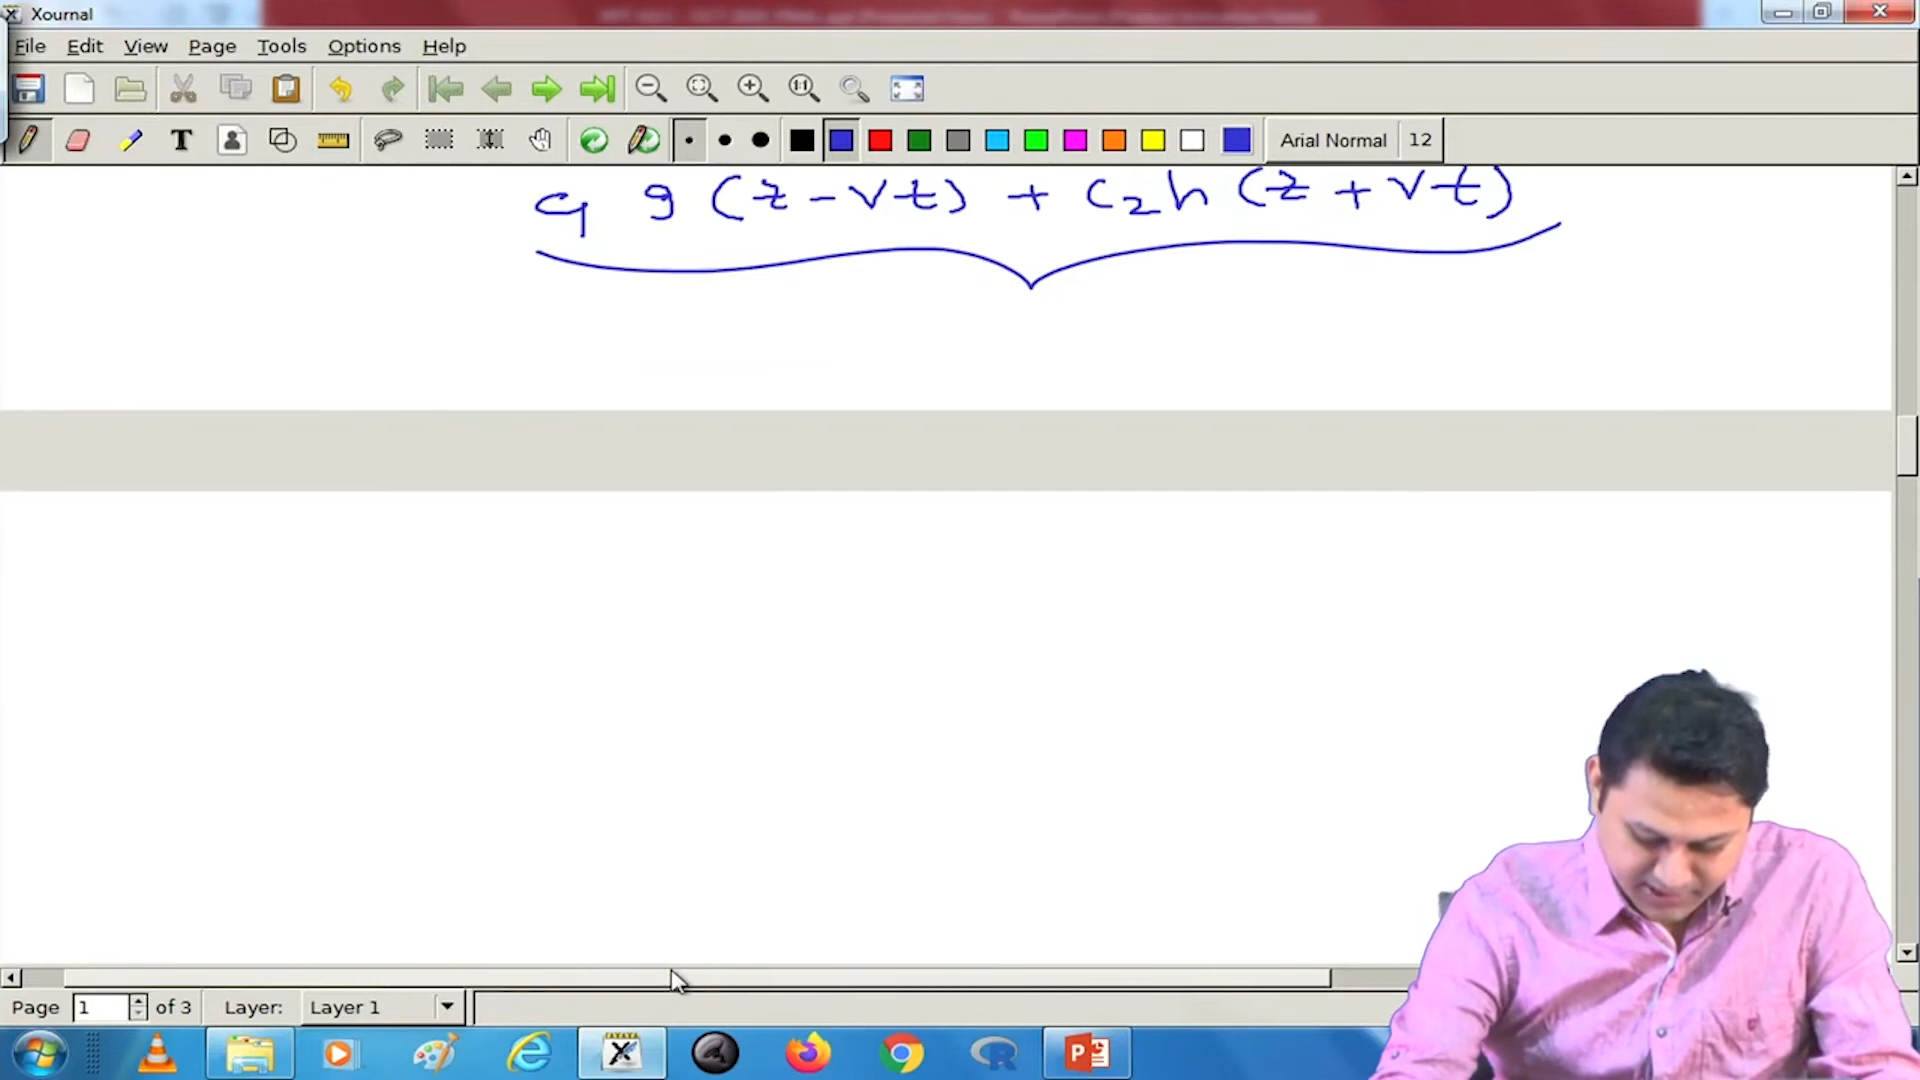 Xournal
File Edit View Page Tools Options Help
Arial Normal 12
c₁ g (z - vt) + c₂ h (z + vt)
Page 1 of 3 Layer: Layer 1